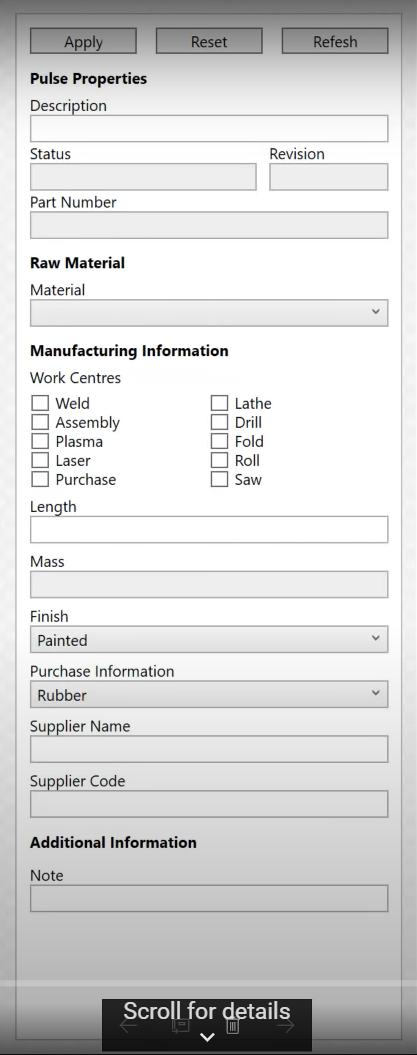 Apply Reset Refesh
Pulse Properties
Description
Status Revision
Part Number
Raw Material
Material
Manufacturing Information
Work Centres
Weld Lathe
Assembly Drill
Plasma Fold
Laser Roll
Purchase Saw
Length
Mass
Finish
Painted
Purchase Information
Rubber
Supplier Name
Supplier Code
Additional Information
Note
Scroll for details